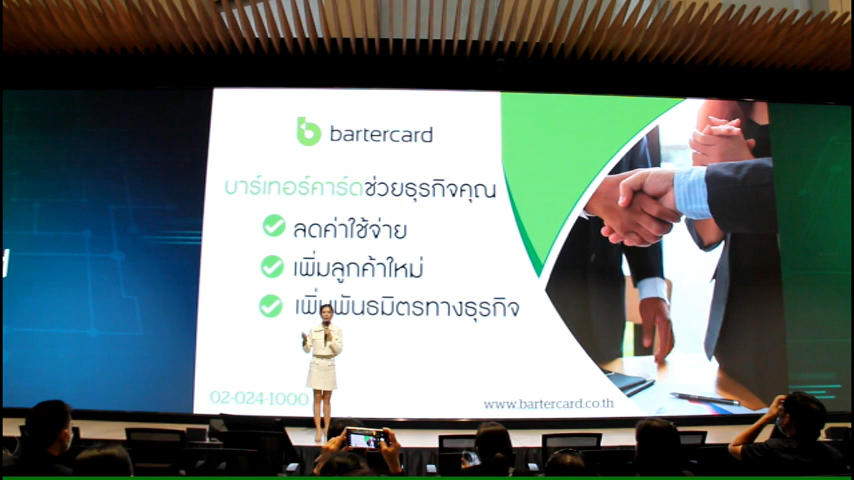 bartercard
บาร์เทอร์คาร์ดช่วยธุรกิจคุณ
ลดค่าใช้จ่าย
เพิ่มลูกค้าใหม่
เพิ่มพันธมิตรทางธุรกิจ
02-024-1000
www.bartercard.co.th